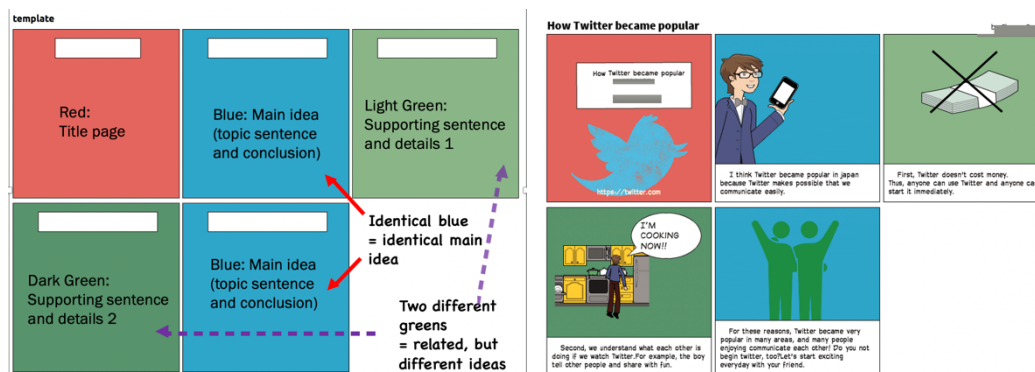 template
Red:
Title page
Blue: Main idea
(topic sentence
and conclusion)
Light Green:
Supporting sentence
and details 1
Dark Green:
Supporting sentence
and details 2
Blue: Main idea
(topic sentence
and conclusion)
Identical blue
= identical main
idea
Two different
greens
= related, but
different ideas
How Twitter became popular
How Twitter became popular
https://twitter.com
I think Twitter became popular in japan
because Twitter makes possible that we
communicate easily.
First, Twitter doesn't cost money.
Thus, anyone can use Twitter and anyone ca
start it immediately.
I'M
COOKING
NOW!!
Second, we understand what each other is
doing if we watch Twitter.For example, the boy
tell other people and share with fun.
For these reasons, Twitter became very
popular in many areas, and many people
enjoying communicate each other! Do you not
begin twitter, too?Let's start exciting
everyday with your friend.